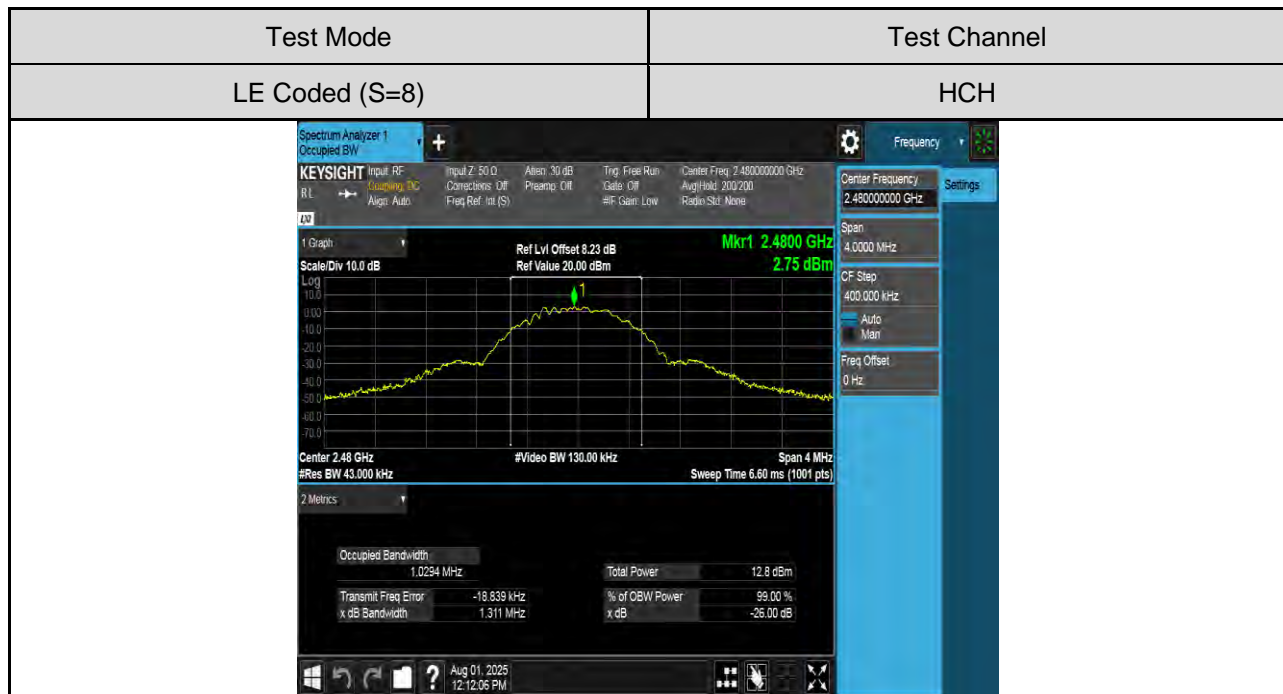 Test Mode
Test Channel
LE Coded (S=8)
HCH
Spectrum Analyzer 1
Occupied BW
+
Frequency
KEYSIGHT
Input: RF
Coupling: DC
Align: Auto
R L
Input Z: 50 Ω
Corrections: Off
Freq Ref: Int (S)
Atten: 30 dB
Preamp: Off
Trig: Free Run
Gate: Off
#IF Gain: Low
Center Freq: 2.480000000 GHz
Avg|Hold: 200/200
Radio Std: None
Center Frequency
2.480000000 GHz
Settings
Span
4.0000 MHz
CF Step
400.000 kHz
Auto
Man
Freq Offset
0 Hz
1 Graph
Ref Lvl Offset 8.23 dB
Mkr1 2.4800 GHz
Scale/Div 10.0 dB
Ref Value 20.00 dBm
2.75 dBm
Log
10.0
0.00
-10.0
-20.0
-30.0
-40.0
-50.0
-60.0
-70.0
1
Center 2.48 GHz
#Video BW 130.00 kHz
Span 4 MHz
#Res BW 43.000 kHz
Sweep Time 6.60 ms (1001 pts)
2 Metrics
Occupied Bandwidth
1.0294 MHz
Total Power 12.8 dBm
Transmit Freq Error -18.839 kHz
% of OBW Power 99.00 %
x dB Bandwidth 1.311 MHz
x dB -26.00 dB
?
Aug 01, 2025
12:12:06 PM